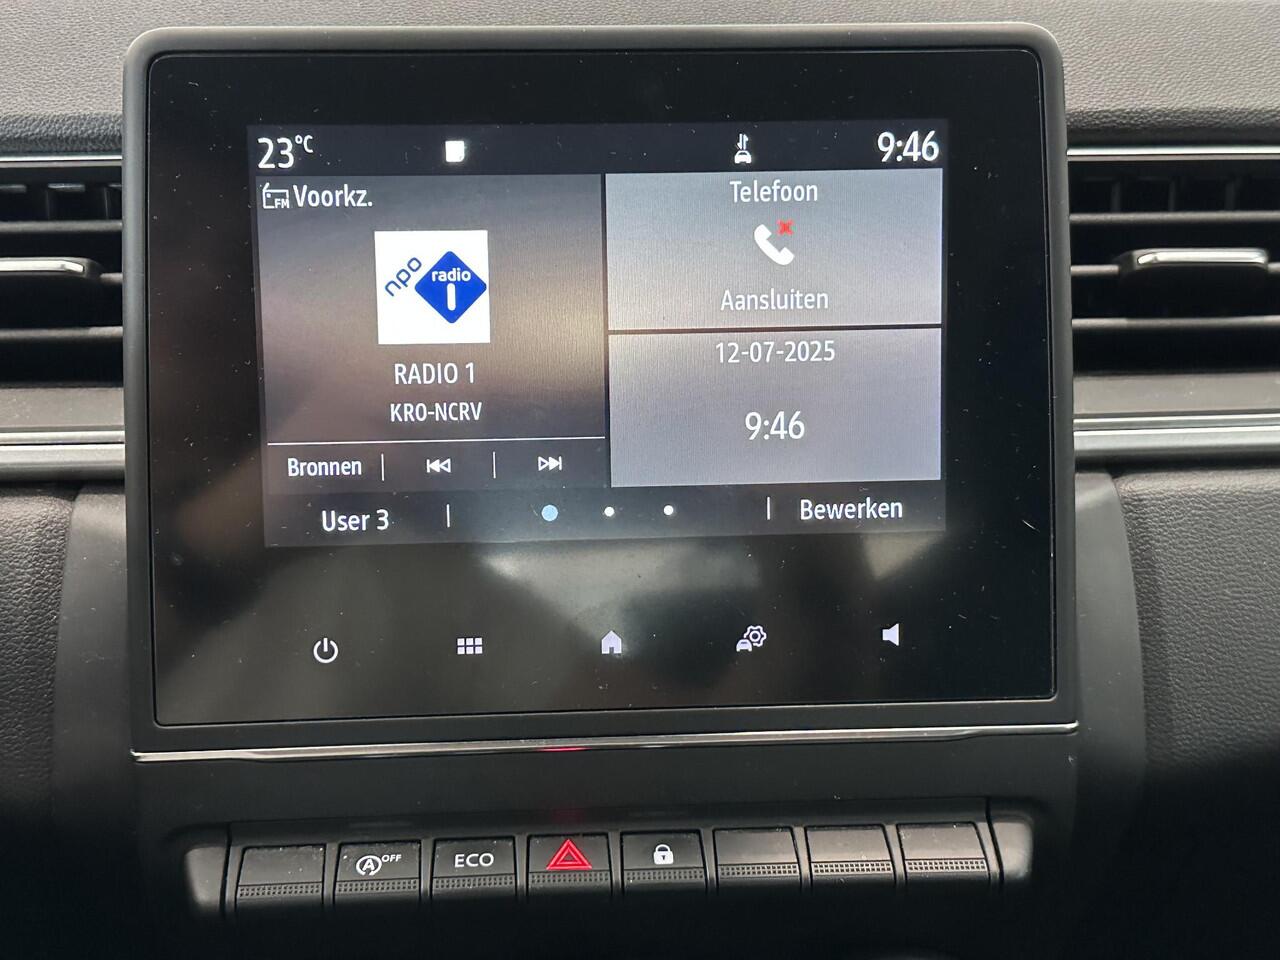 23°C
9:46
FM Voorkz.
npo radio 1
RADIO 1
KRO-NCRV
Telefoon
Aansluiten
12-07-2025
9:46
Bronnen
User 3
Bewerken
A OFF
ECO